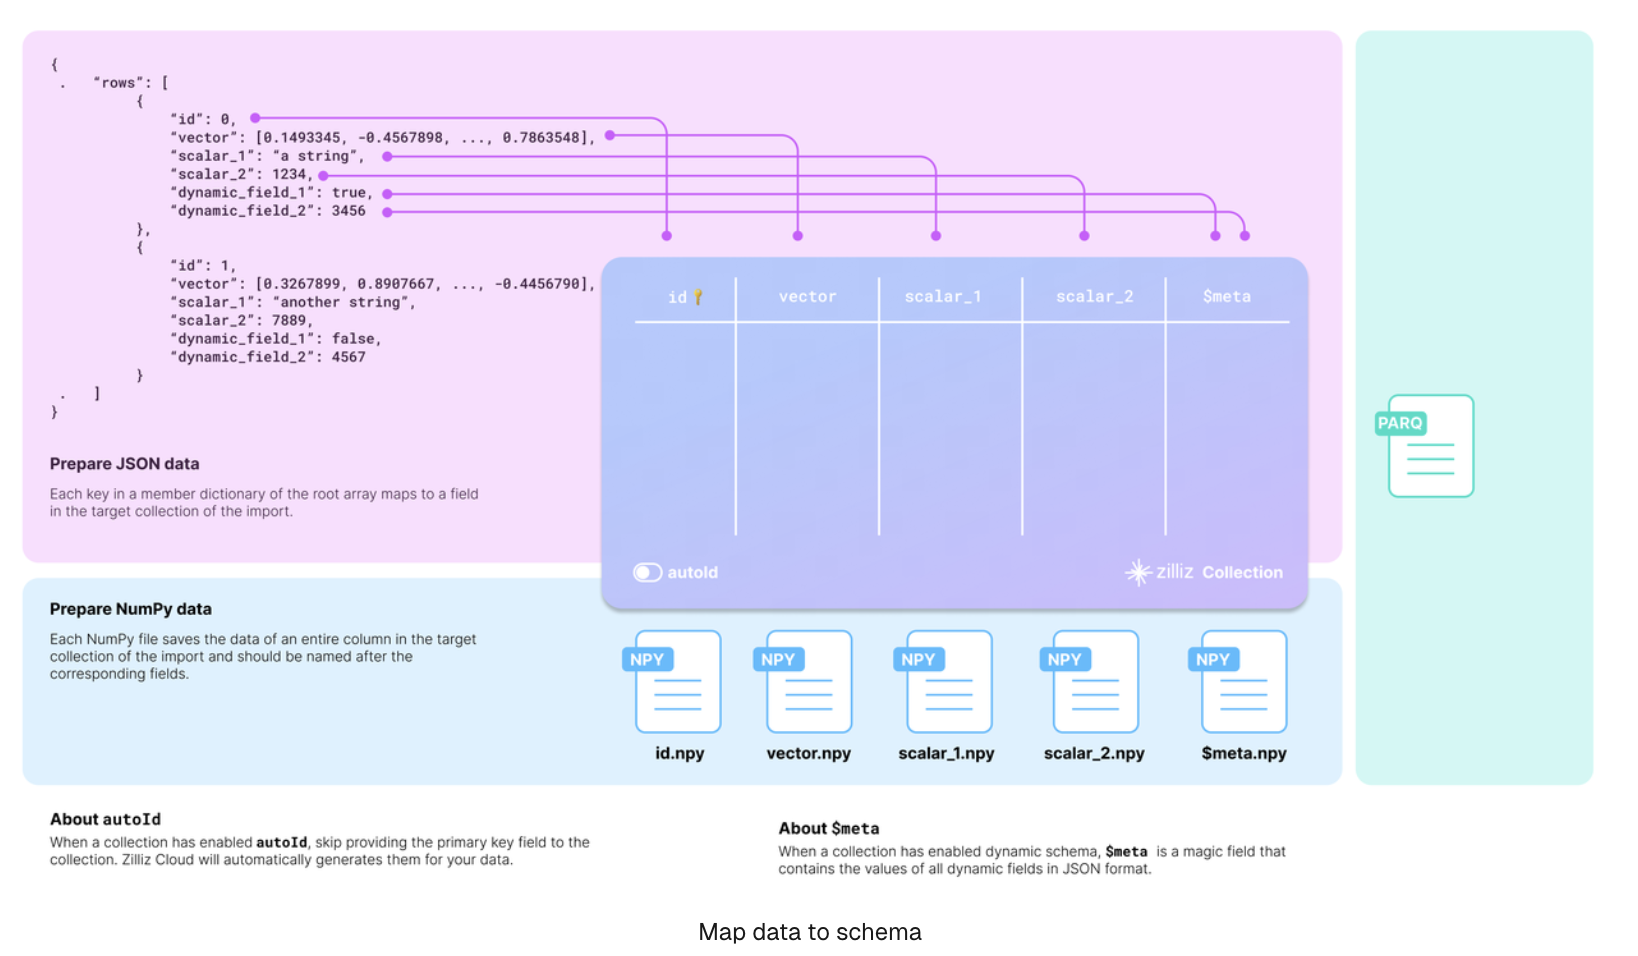 {
. "rows": [
{
“id”: 0,
“vector”: [0.1493345, -0.4567898, ..., 0.7863548],
“scalar_1”: “a string”,
“scalar_2”: 1234,
“dynamic_field_1”: true,
“dynamic_field_2”: 3456
},
{
“id”: 1,
“vector”: [0.3267899, 0.8907667, ..., -0.4456790],
“scalar_1”: “another string”,
“scalar_2”: 7889,
“dynamic_field_1”: false,
“dynamic_field_2”: 4567
}
. ]
}
Prepare JSON data
Each key in a member dictionary of the root array maps to a field
in the target collection of the import.
id vector scalar_1 scalar_2 $meta
autoId
zilliz Collection
PARQ
Prepare NumPy data
Each NumPy file saves the data of an entire column in the target
collection of the import and should be named after the
corresponding fields.
NPY NPY NPY NPY NPY
id.npy vector.npy scalar_1.npy scalar_2.npy $meta.npy
About autoId
When a collection has enabled autoId, skip providing the primary key field to the
collection. Zilliz Cloud will automatically generates them for your data.
About $meta
When a collection has enabled dynamic schema, $meta is a magic field that
contains the values of all dynamic fields in JSON format.
Map data to schema